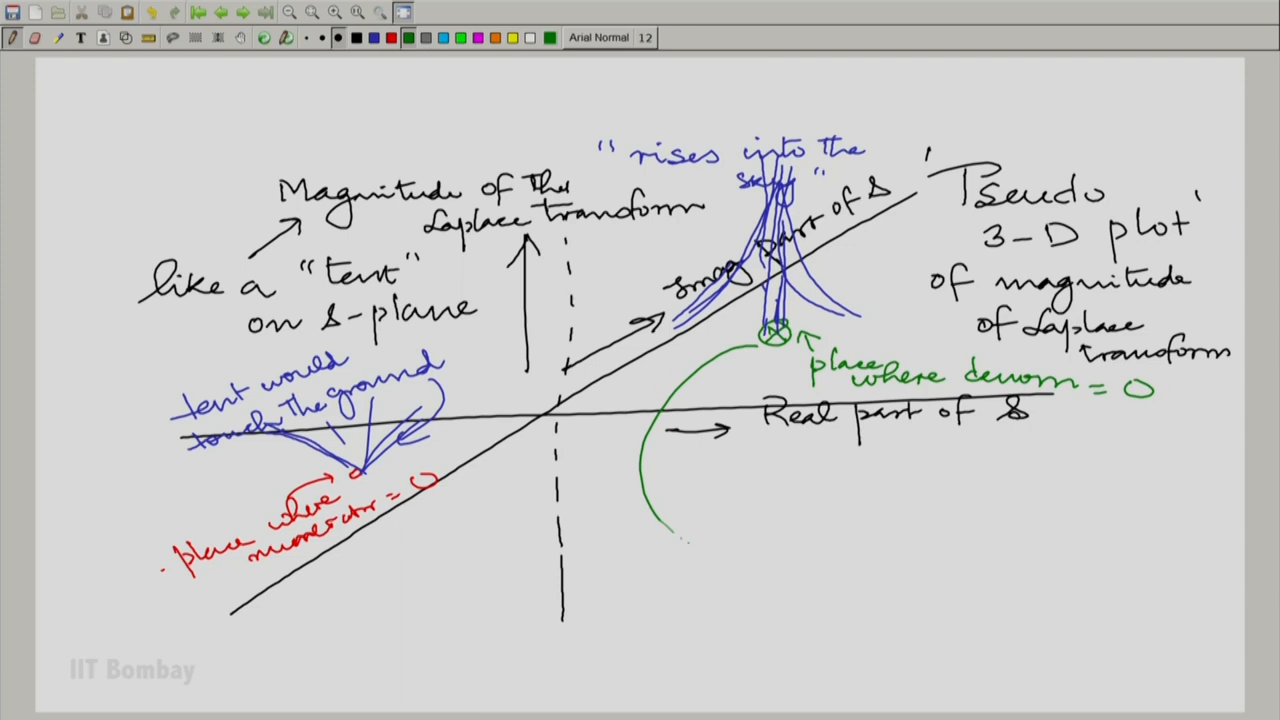 Arial Normal 12
"rises into the
sky"
Magnitude of the
Laplace transform
like a "tent"
on s-plane
Imag part of s
'Pseudo
3-D plot'
of magnitude
of Laplace
transform
place
where denom = 0
Real part of s
tent would
touch the ground
place where
numerator = 0
IIT Bombay